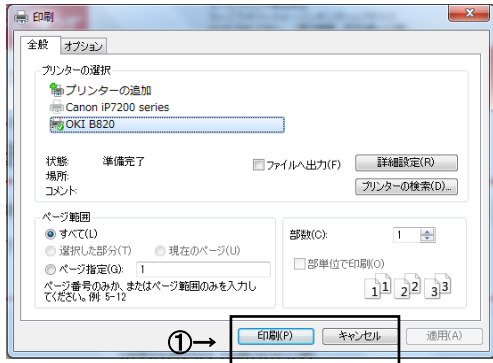 印刷
全般 オプション
プリンターの選択
プリンターの追加
Canon iP7200 series
OKI B820
状態: 準備完了
ファイルへ出力(F) 詳細設定(R)
場所:
コメント: プリンターの検索(D)...
ページ範囲
すべて(L)
部数(C): 1
選択した部分(T) 現在のページ(U)
ページ指定(G): 1
部単位で印刷(O)
ページ番号のみか、またはページ範囲のみを入力し
てください。例: 5-12
1 1 2 2 3 3
①→ 印刷(P) キャンセル 適用(A)